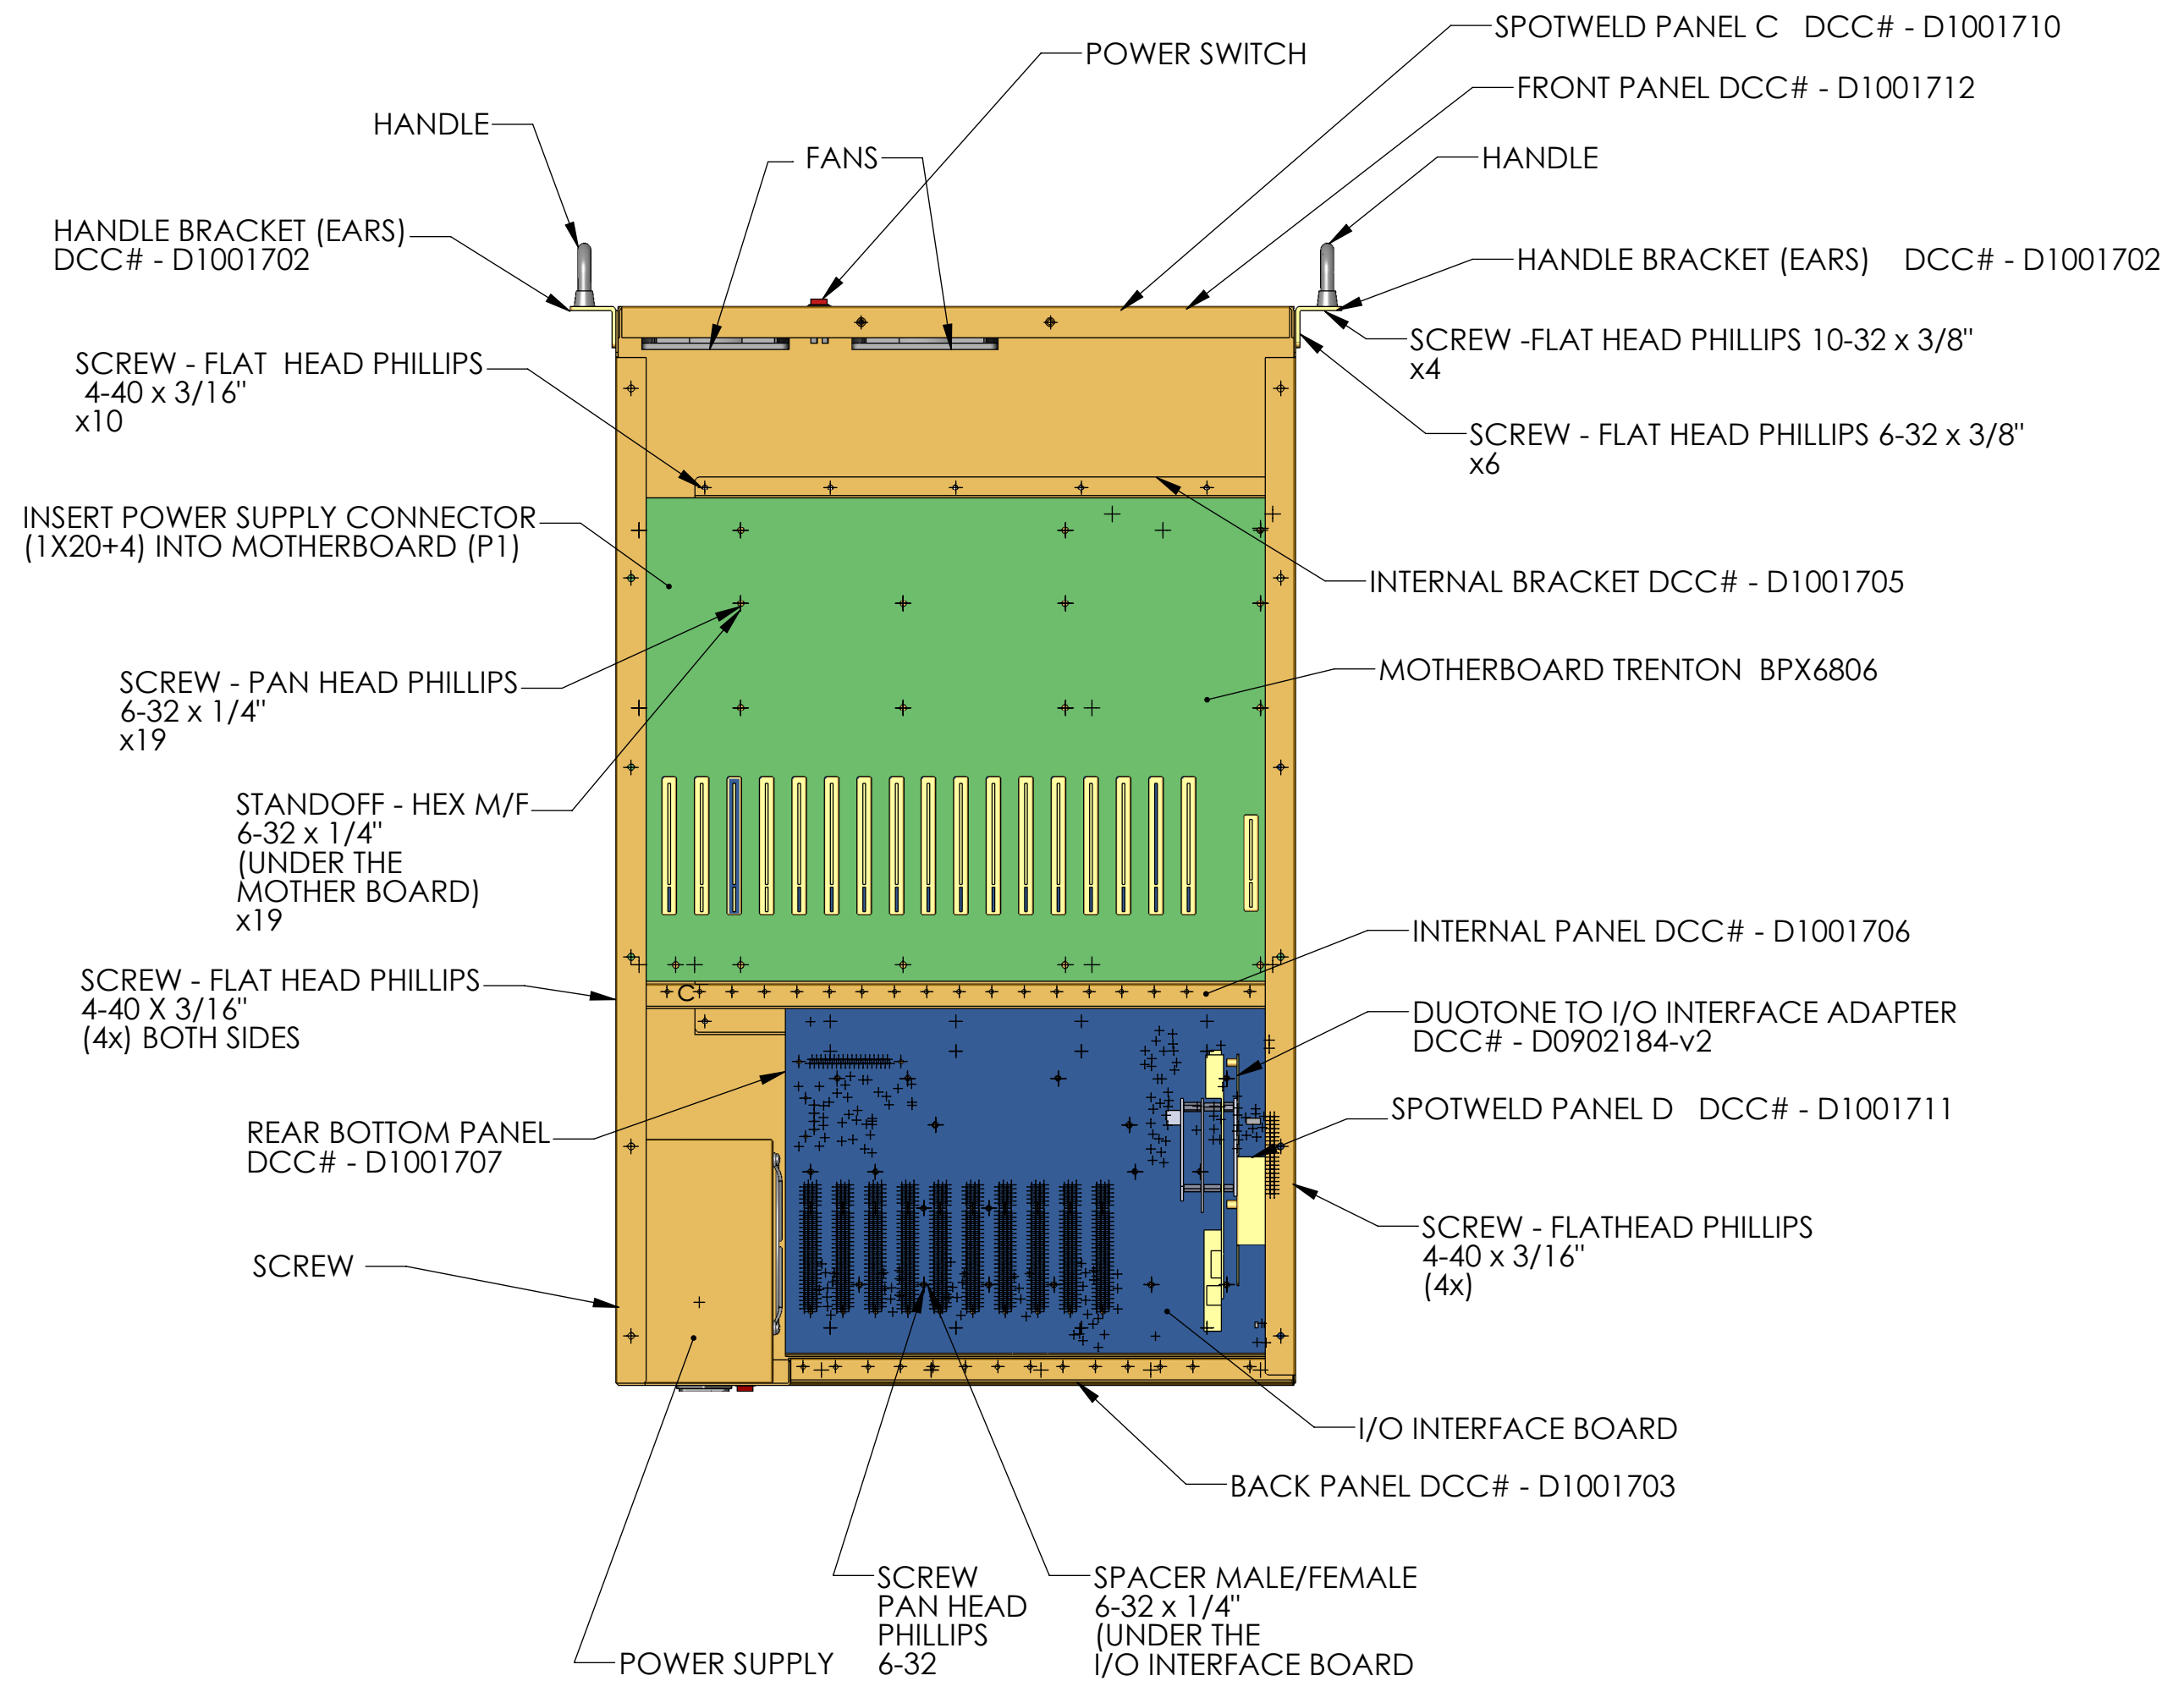 SPOTWELD PANEL C DCC# - D1001710
POWER SWITCH
FRONT PANEL DCC# - D1001712
HANDLE
FANS
HANDLE
HANDLE BRACKET (EARS)
DCC# - D1001702
HANDLE BRACKET (EARS) DCC# - D1001702
SCREW -FLAT HEAD PHILLIPS 10-32 x 3/8"
x4
SCREW - FLAT HEAD PHILLIPS
4-40 x 3/16"
x10
SCREW - FLAT HEAD PHILLIPS 6-32 x 3/8"
x6
INSERT POWER SUPPLY CONNECTOR
(1X20+4) INTO MOTHERBOARD (P1)
INTERNAL BRACKET DCC# - D1001705
MOTHERBOARD TRENTON BPX6806
SCREW - PAN HEAD PHILLIPS
6-32 x 1/4"
x19
STANDOFF - HEX M/F
6-32 x 1/4"
(UNDER THE
MOTHER BOARD)
x19
INTERNAL PANEL DCC# - D1001706
SCREW - FLAT HEAD PHILLIPS
4-40 X 3/16"
(4x) BOTH SIDES
C
DUOTONE TO I/O INTERFACE ADAPTER
DCC# - D0902184-v2
SPOTWELD PANEL D DCC# - D1001711
REAR BOTTOM PANEL
DCC# - D1001707
SCREW - FLATHEAD PHILLIPS
4-40 x 3/16"
(4x)
SCREW
I/O INTERFACE BOARD
BACK PANEL DCC# - D1001703
SCREW
PAN HEAD
PHILLIPS
6-32
SPACER MALE/FEMALE
6-32 x 1/4"
(UNDER THE
I/O INTERFACE BOARD
POWER SUPPLY